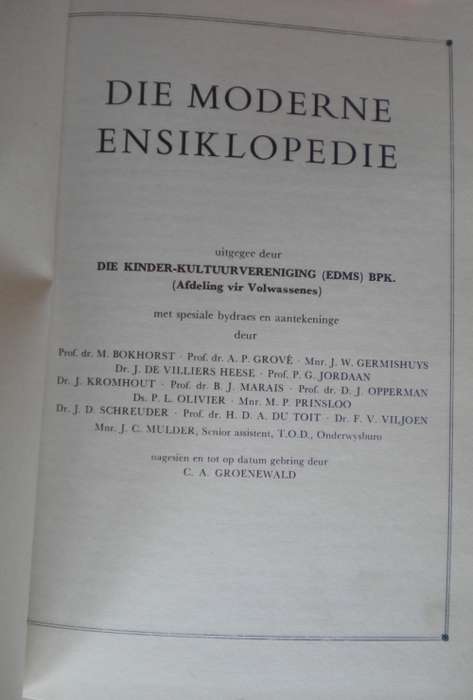 DIE MODERNE
ENSIKLOPEDIE
uitgegee deur
DIE KINDER-KULTUURVERENIGING (EDMS) BPK.
(Afdeling vir Volwassenes)
met spesiale bydraes en aantekeninge
deur
Prof. dr. M. BOKHORST · Prof. dr. A. P. GROVÉ · Mnr. J. W. GERMISHUYS
Dr. J. DE VILLIERS HEESE · Prof. P. G. JORDAAN
Dr. J. KROMHOUT · Prof. dr. B. J. MARAIS · Prof. dr. D. J. OPPERMAN
Ds. P. L. OLIVIER · Mnr. M. P. PRINSLOO
Dr. J. D. SCHREUDER · Prof. dr. H. D. A. DU TOIT · Dr. F. V. VILJOEN
Mnr. J. C. MULDER, Senior assistent, T.O.D., Onderwysburo
nagesien en tot op datum gebring deur
C. A. GROENEWALD